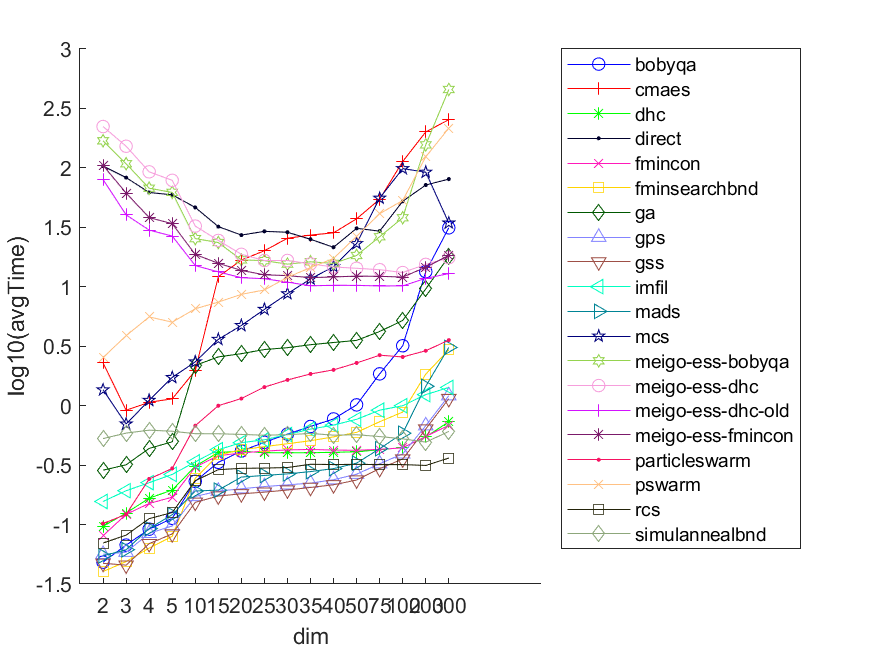 3
2.5
2
1.5
1
0.5
0
-0.5
-1
-1.5
log10(avgTime)
2 3 4 5 10 15 20 25 30 35 40 50 75 100 200 300
dim
bobyqa
cmaes
dhc
direct
fmincon
fminsearchbnd
ga
gps
gss
imfil
mads
mcs
meigo-ess-bobyqa
meigo-ess-dhc
meigo-ess-dhc-old
meigo-ess-fmincon
particleswarm
pswarm
rcs
simulannealbnd